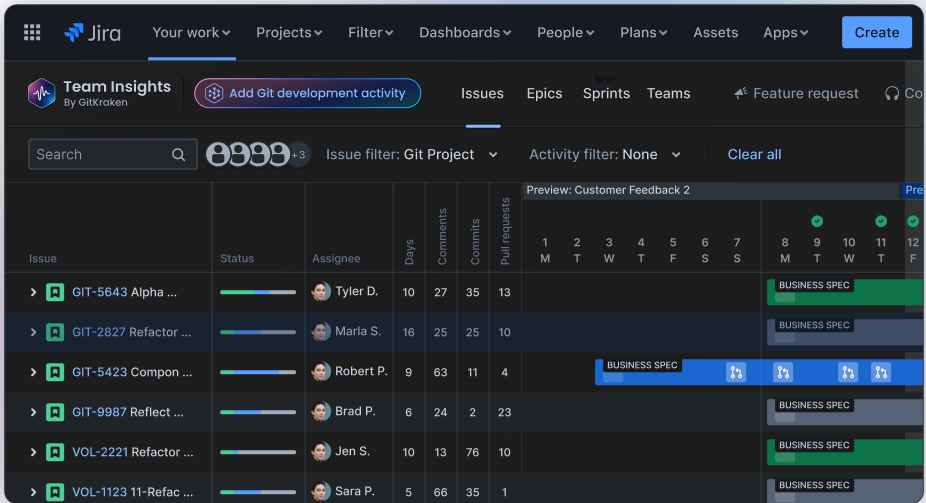 Jira Your work Projects Filter Dashboards People Plans Assets Apps Create
Team Insights
By GitKraken
Add Git development activity
NEW!
Issues Epics Sprints Teams Feature request Co
Search +3 Issue filter: Git Project Activity filter: None Clear all
Preview: Customer Feedback 2 Pre
Issue Status Assignee Days Comments Commits Pull requests
1 2 3 4 5 6 7 8 9 10 11 12
M T W T F S S M T W T F
GIT-5643 Alpha ... Tyler D. 10 27 35 13 BUSINESS SPEC
GIT-2827 Refactor ... Marla S. 16 25 25 10 BUSINESS SPEC
GIT-5423 Compon ... Robert P. 9 63 11 4 BUSINESS SPEC
GIT-9987 Reflect ... Brad P. 6 24 2 23 BUSINESS SPEC
VOL-2221 Refactor ... Jen S. 10 13 76 10 BUSINESS SPEC
VOL-1123 11-Refac ... Sara P. 5 66 35 1 BUSINESS SPEC